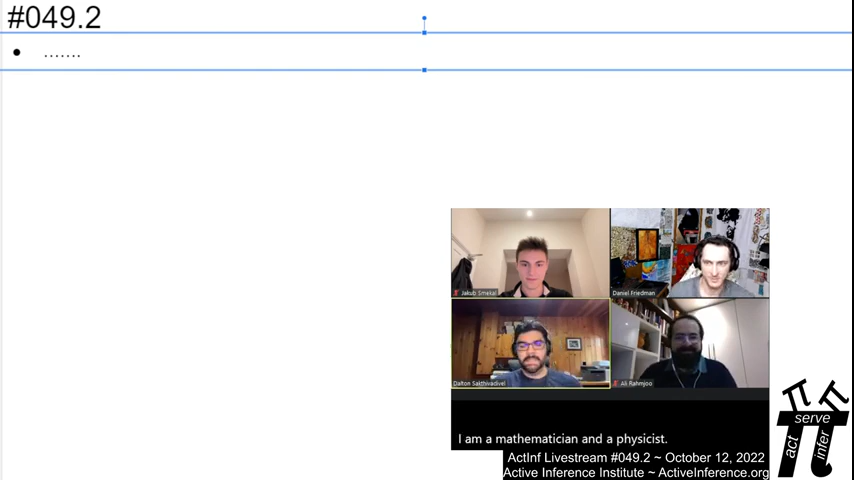 #049.2
● .......
Jakub Smekal
Daniel Friedman
Dalton Sakthivadivel
Ali Rahmjoo
I am a mathematician and a physicist.
ActInf Livestream #049.2 ~ October 12, 2022
Active Inference Institute ~ ActiveInference.org
serve
act
infer